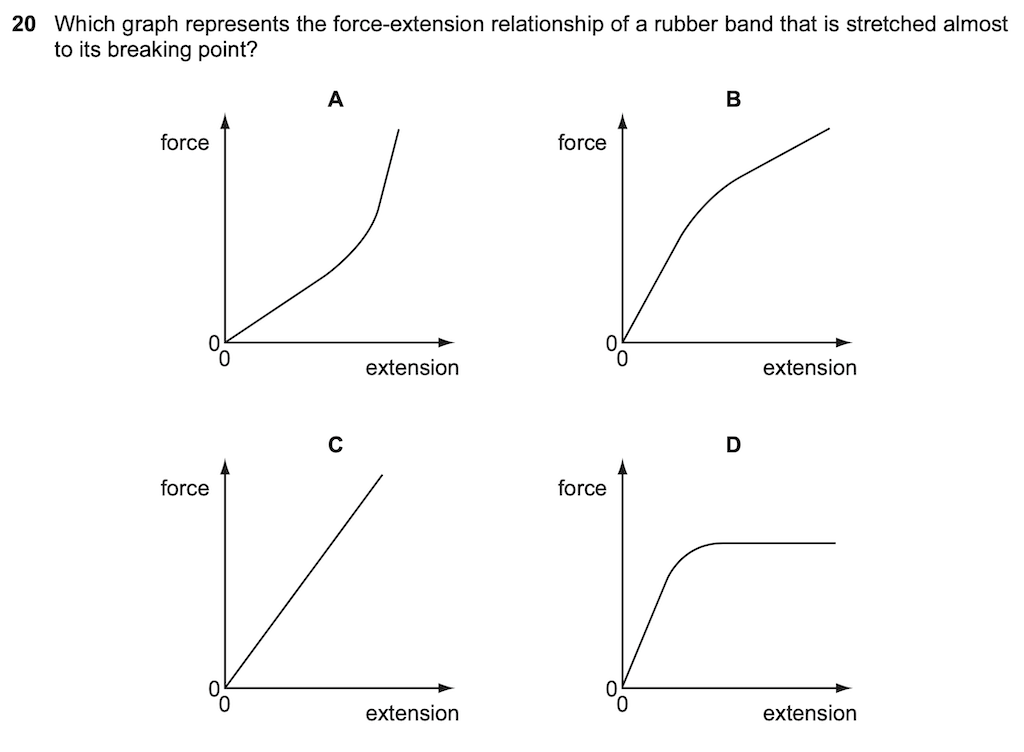 20 Which graph represents the force-extension relationship of a rubber band that is stretched almost
to its breaking point?
A
force
0
0
extension
B
force
0
0
extension
C
force
0
0
extension
D
force
0
0
extension